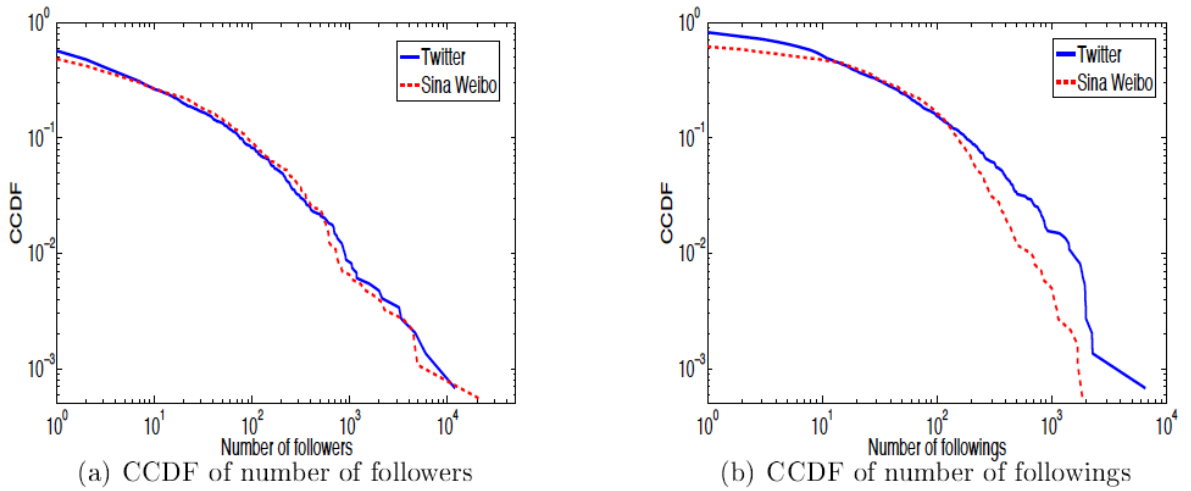 10^0
10^-1
10^-2
10^-3
CCDF
Twitter
Sina Weibo
10^0 10^1 10^2 10^3 10^4
Number of followers
(a) CCDF of number of followers
10^0
10^-1
10^-2
10^-3
CCDF
Twitter
Sina Weibo
10^0 10^1 10^2 10^3 10^4
Number of followings
(b) CCDF of number of followings